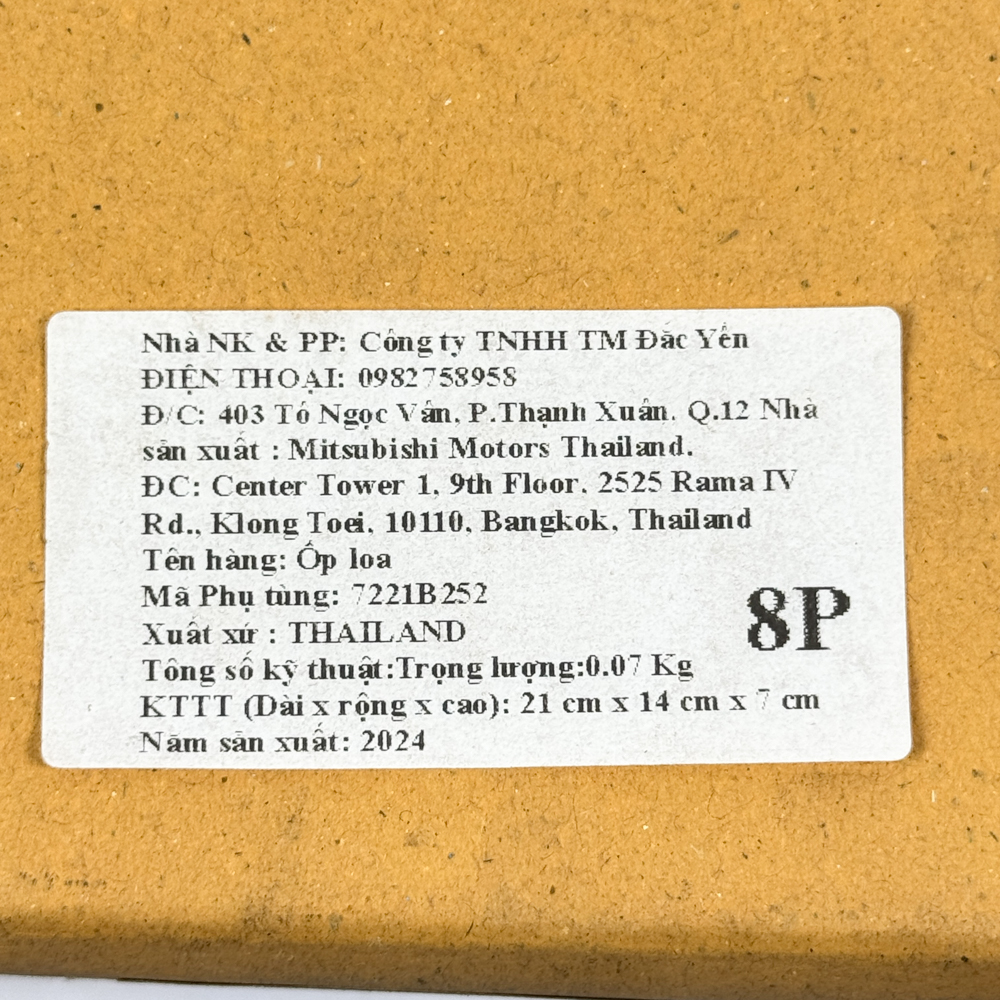 Nhà NK & PP: Công ty TNHH TM Đắc Yến
ĐIỆN THOẠI: 0982758958
Đ/C: 403 Tô Ngọc Vân, P.Thạnh Xuân. Q.12 Nhà
sản xuất : Mitsubishi Motors Thailand.
ĐC: Center Tower 1, 9th Floor. 2525 Rama IV
Rd., Klong Toei, 10110, Bangkok, Thailand
Tên hàng: Ốp loa
Mã Phụ tùng: 7221B252
8P
Xuất xứ : THAILAND
Tông số kỹ thuật:Trọng lượng:0.07 Kg
KTTT (Dài x rộng x cao): 21 cm x 14 cm x 7 cm
Năm sản xuất: 2024